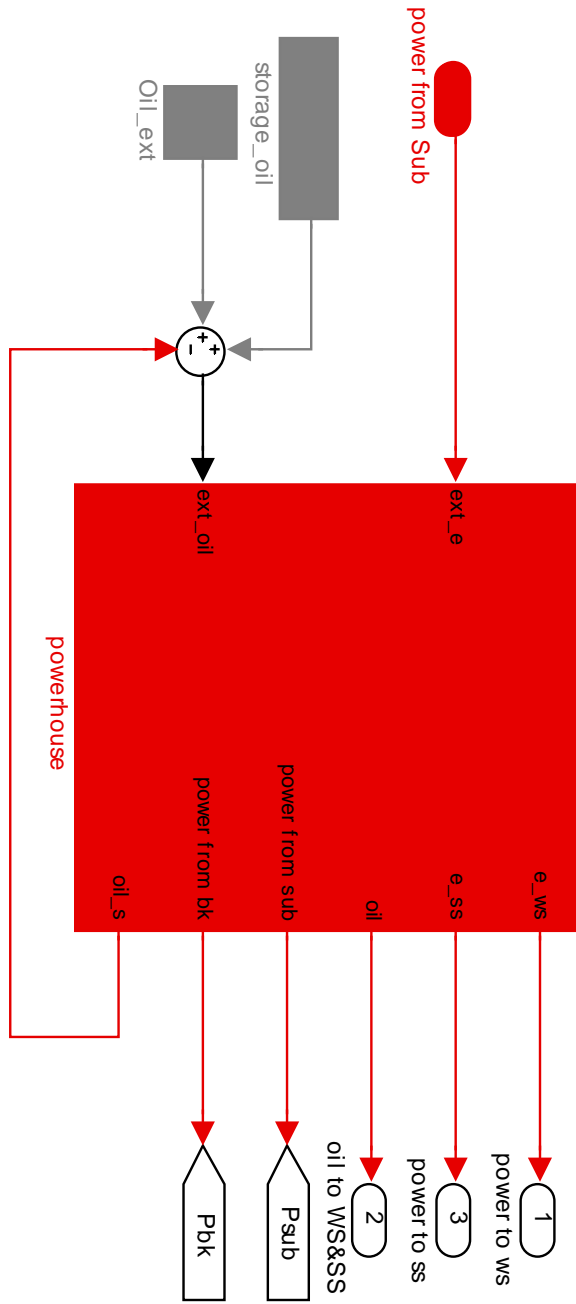 e_ws
1
power to ws
power from Sub
ext_e
e_ss
3
power to ss
oil
2
oil to WS&SS
storage_oil
power from sub
Psub
Oil_ext
+
+
−
ext_oil
power from bk
Pbk
oil_s
powerhouse